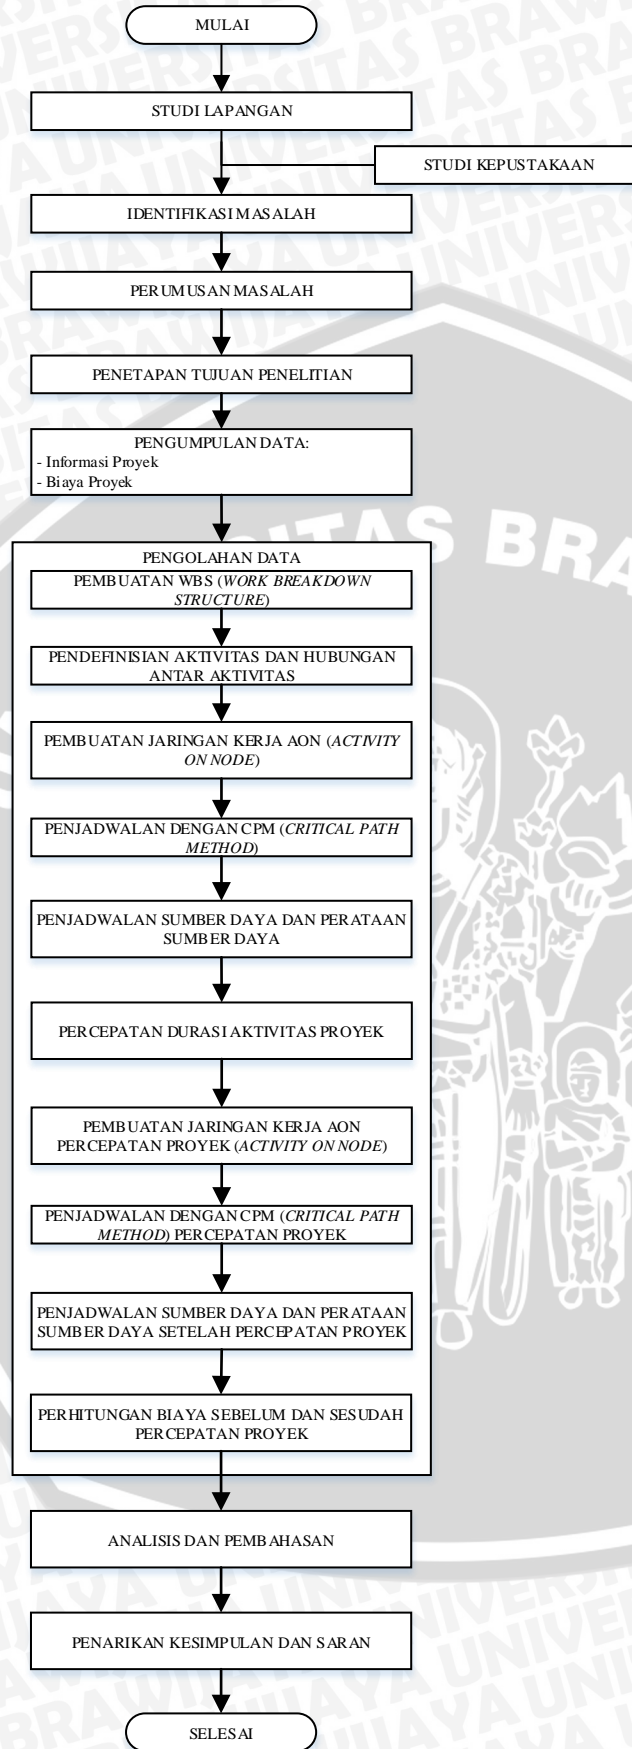 MULAI
STUDI LAPANGAN
STUDI KEPUSTAKAAN
IDENTIFIKASI MASALAH
PERUMUSAN MASALAH
PENETAPAN TUJUAN PENELITIAN
PENGUMPULAN DATA:
- Informasi Proyek
- Biaya Proyek
PENGOLAHAN DATA
PEMBUATAN WBS (WORK BREAKDOWN
STRUCTURE)
PENDEFINISIAN AKTIVITAS DAN HUBUNGAN
ANTAR AKTIVITAS
PEMBUATAN JARINGAN KERJA AON (ACTIVITY
ON NODE)
PENJADWALAN DENGAN CPM (CRITICAL PATH
METHOD)
PENJADWALAN SUMBER DAYA DAN PERATAAN
SUMBER DAYA
PERCEPATAN DURASI AKTIVITAS PROYEK
PEMBUATAN JARINGAN KERJA AON
PERCEPATAN PROYEK (ACTIVITY ON NODE)
PENJADWALAN DENGAN CPM (CRITICAL PATH
METHOD) PERCEPATAN PROYEK
PENJADWALAN SUMBER DAYA DAN PERATAAN
SUMBER DAYA SETELAH PERCEPATAN PROYEK
PERHITUNGAN BIAYA SEBELUM DAN SESUDAH
PERCEPATAN PROYEK
ANALISIS DAN PEMBAHASAN
PENARIKAN KESIMPULAN DAN SARAN
SELESAI